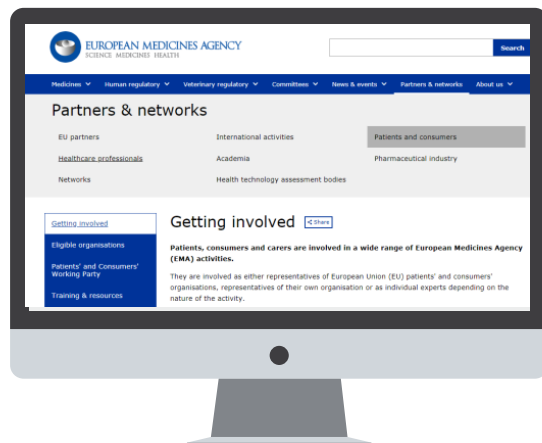 EUROPEAN MEDICINES AGENCY
SCIENCE MEDICINES HEALTH
Search
Medicines Human regulatory Veterinary regulatory Committees News & events Partners & networks About us
Partners & networks
EU partners International activities Patients and consumers
Healthcare professionals Academia Pharmaceutical industry
Networks Health technology assessment bodies
Getting involved
Eligible organisations
Patients' and Consumers'
Working Party
Training & resources
Getting involved Share
Patients, consumers and carers are involved in a wide range of European Medicines Agency
(EMA) activities.
They are involved as either representatives of European Union (EU) patients' and consumers'
organisations, representatives of their own organisation or as individual experts depending on the
nature of the activity.